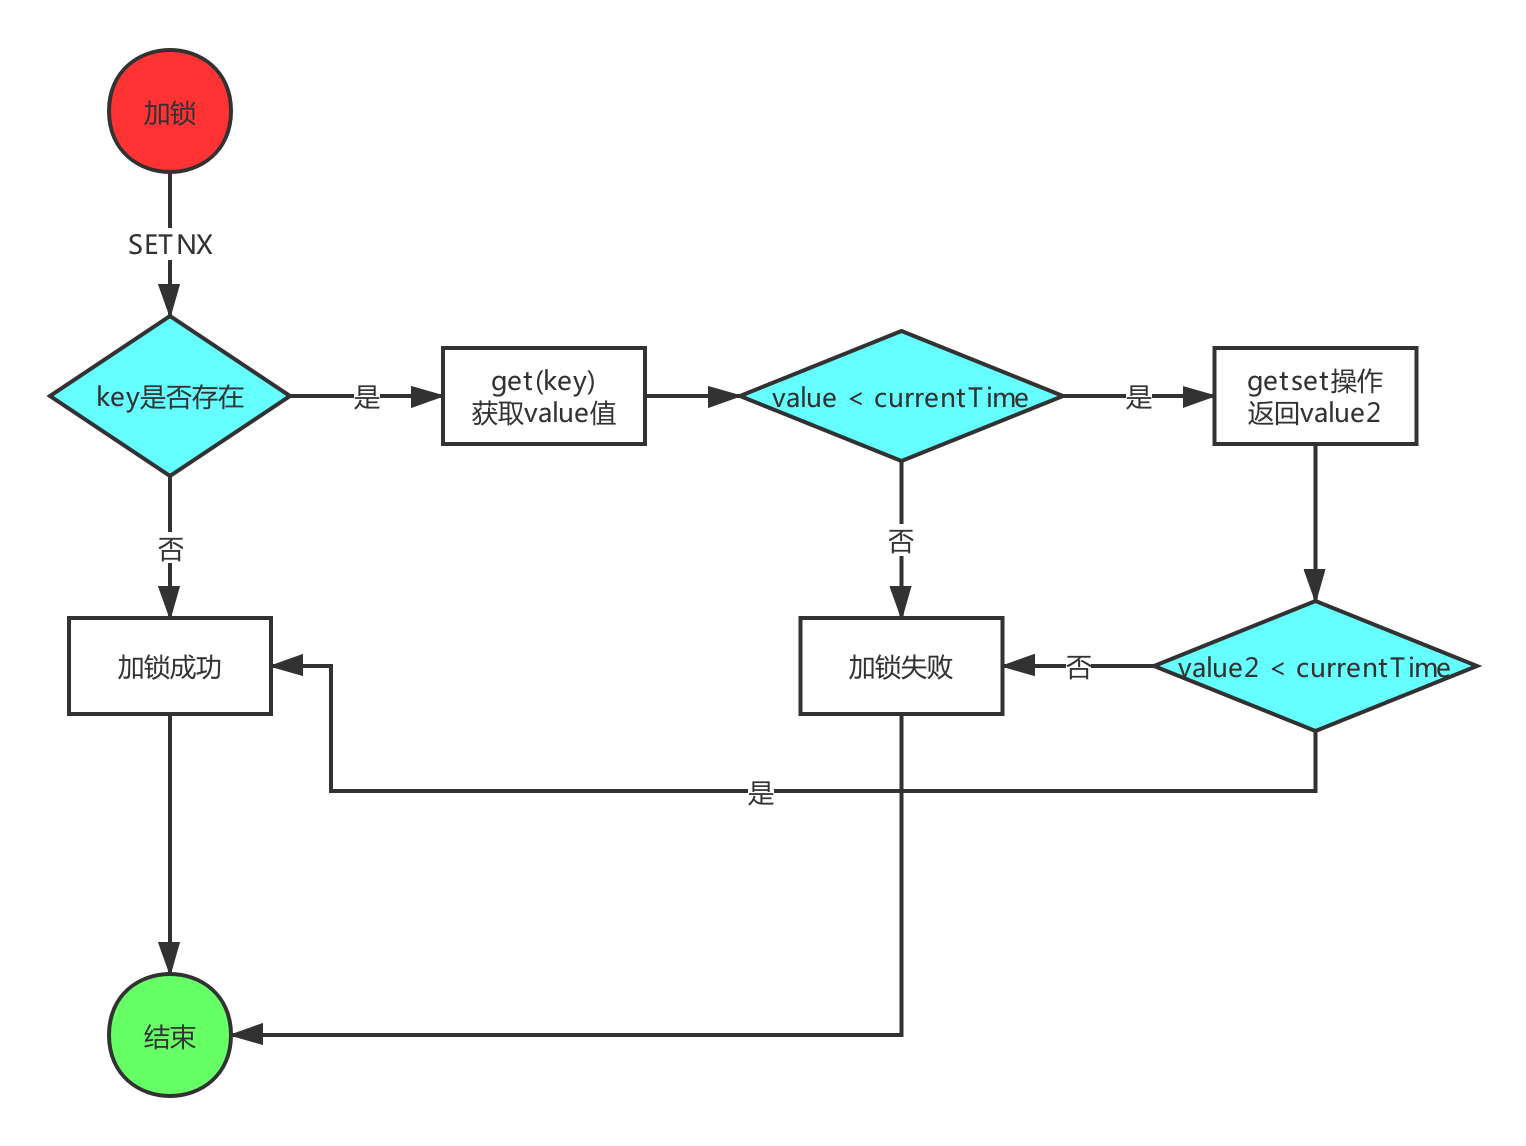 加锁
SETNX
key是否存在
是
get(key)
获取value值
value < currentTime
是
getset操作
返回value2
否
否
加锁成功
加锁失败
否
value2 < currentTime
是
结束